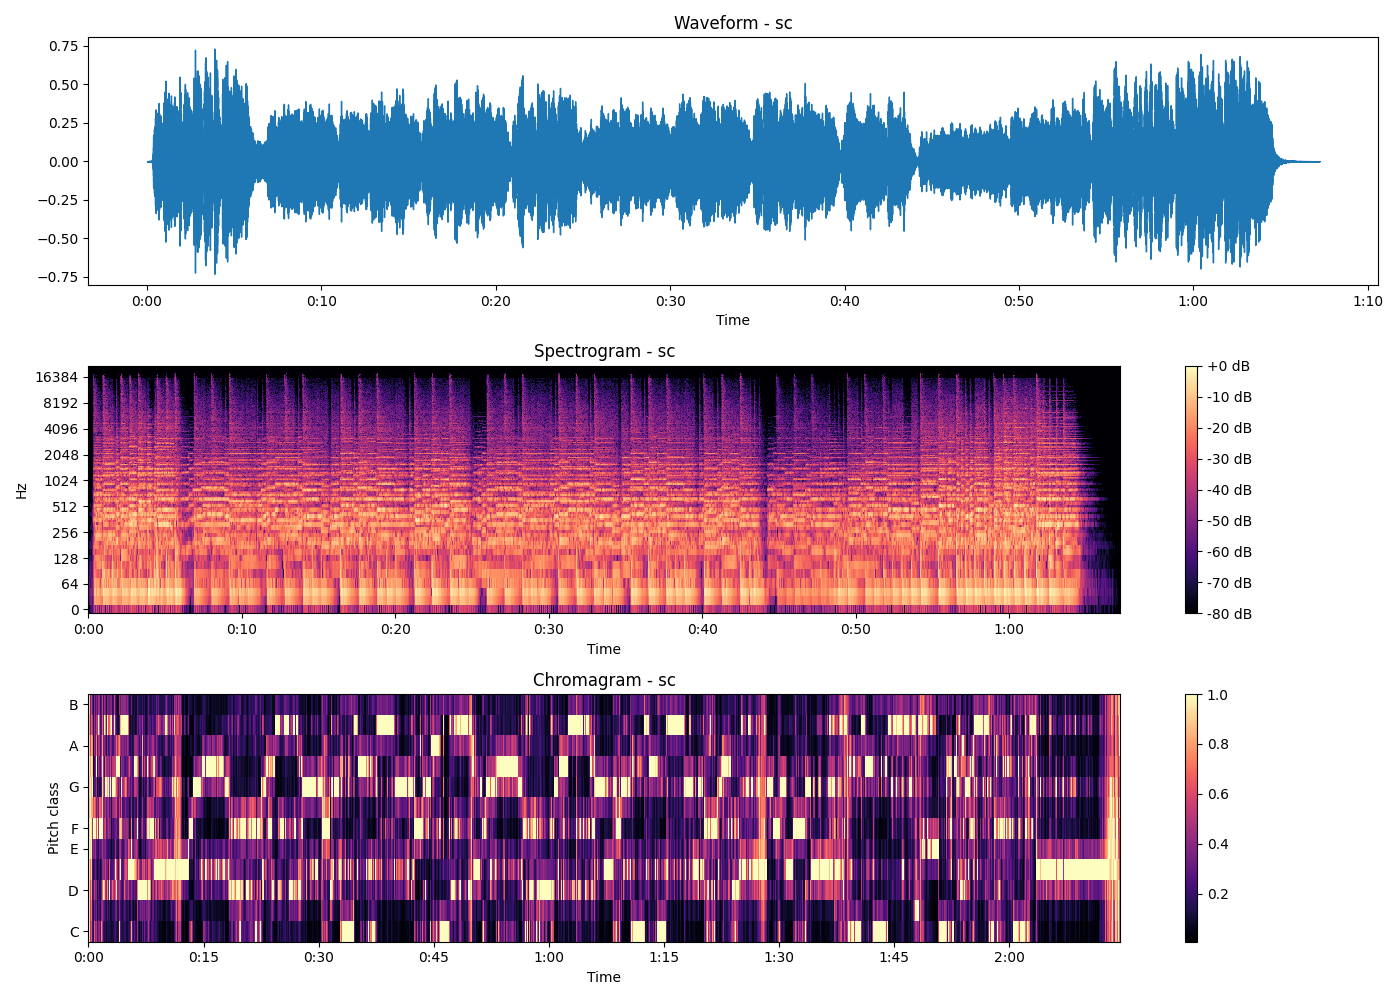 Waveform - sc
0.75
0.50
0.25
0.00
−0.25
−0.50
−0.75
0:00 0:10 0:20 0:30 0:40 0:50 1:00 1:10
Time
Spectrogram - sc
Hz
16384
8192
4096
2048
1024
512
256
128
64
0
0:00 0:10 0:20 0:30 0:40 0:50 1:00
Time
+0 dB
-10 dB
-20 dB
-30 dB
-40 dB
-50 dB
-60 dB
-70 dB
-80 dB
Chromagram - sc
Pitch class
B
A
G
F
E
D
C
0:00 0:15 0:30 0:45 1:00 1:15 1:30 1:45 2:00
Time
1.0
0.8
0.6
0.4
0.2